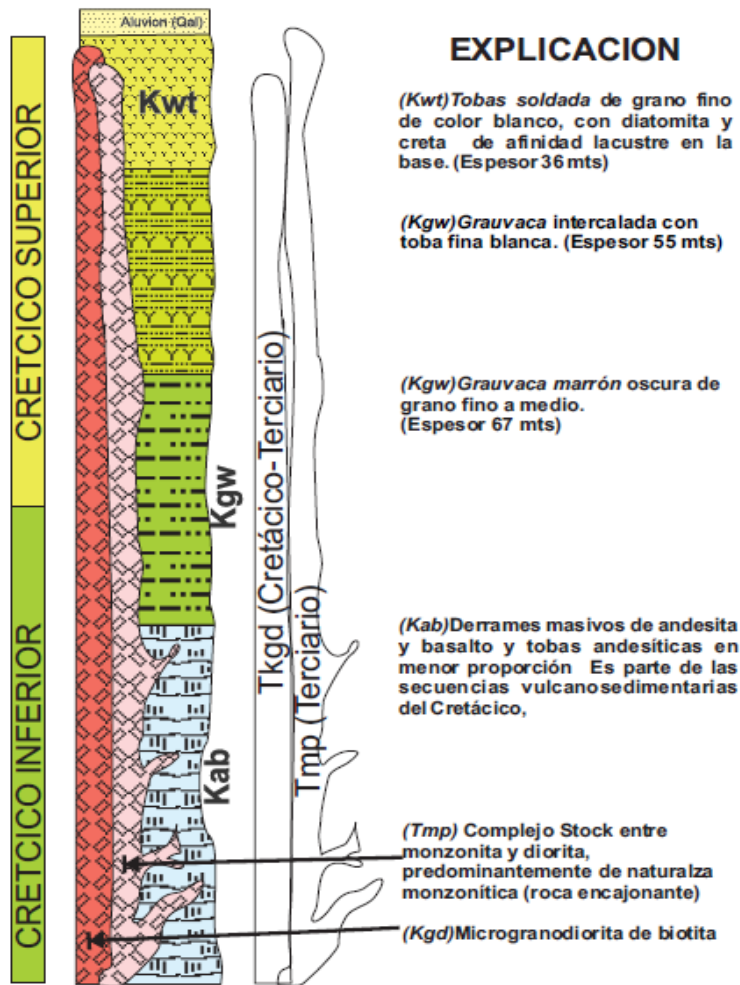 Aluvion (Qal)
EXPLICACION
CRETCICO SUPERIOR
CRETCICO INFERIOR
Kwt
Kgw
Kab
Tkgd (Cretácico-Terciario)
Tmp (Terciario)
(Kwt)Tobas soldada de grano fino
de color blanco, con diatomita y
creta de afinidad lacustre en la
base. (Espesor 36 mts)
(Kgw)Grauvaca intercalada con
toba fina blanca. (Espesor 55 mts)
(Kgw)Grauvaca marrón oscura de
grano fino a medio.
(Espesor 67 mts)
(Kab)Derrames masivos de andesita
y basalto y tobas andesíticas en
menor proporción Es parte de las
secuencias vulcanosedimentarias
del Cretácico,
(Tmp) Complejo Stock entre
monzonita y diorita,
predominantemente de naturalza
monzonítica (roca encajonante)
(Kgd)Microgranodiorita de biotita